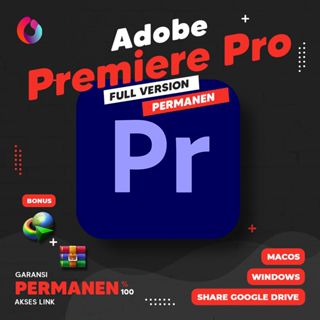 Adobe
Premiere Pro
FULL VERSION
PERMANEN
Pr
BONUS
GARANSI
PERMANEN % 100
AKSES LINK
MACOS
WINDOWS
SHARE GOOGLE DRIVE